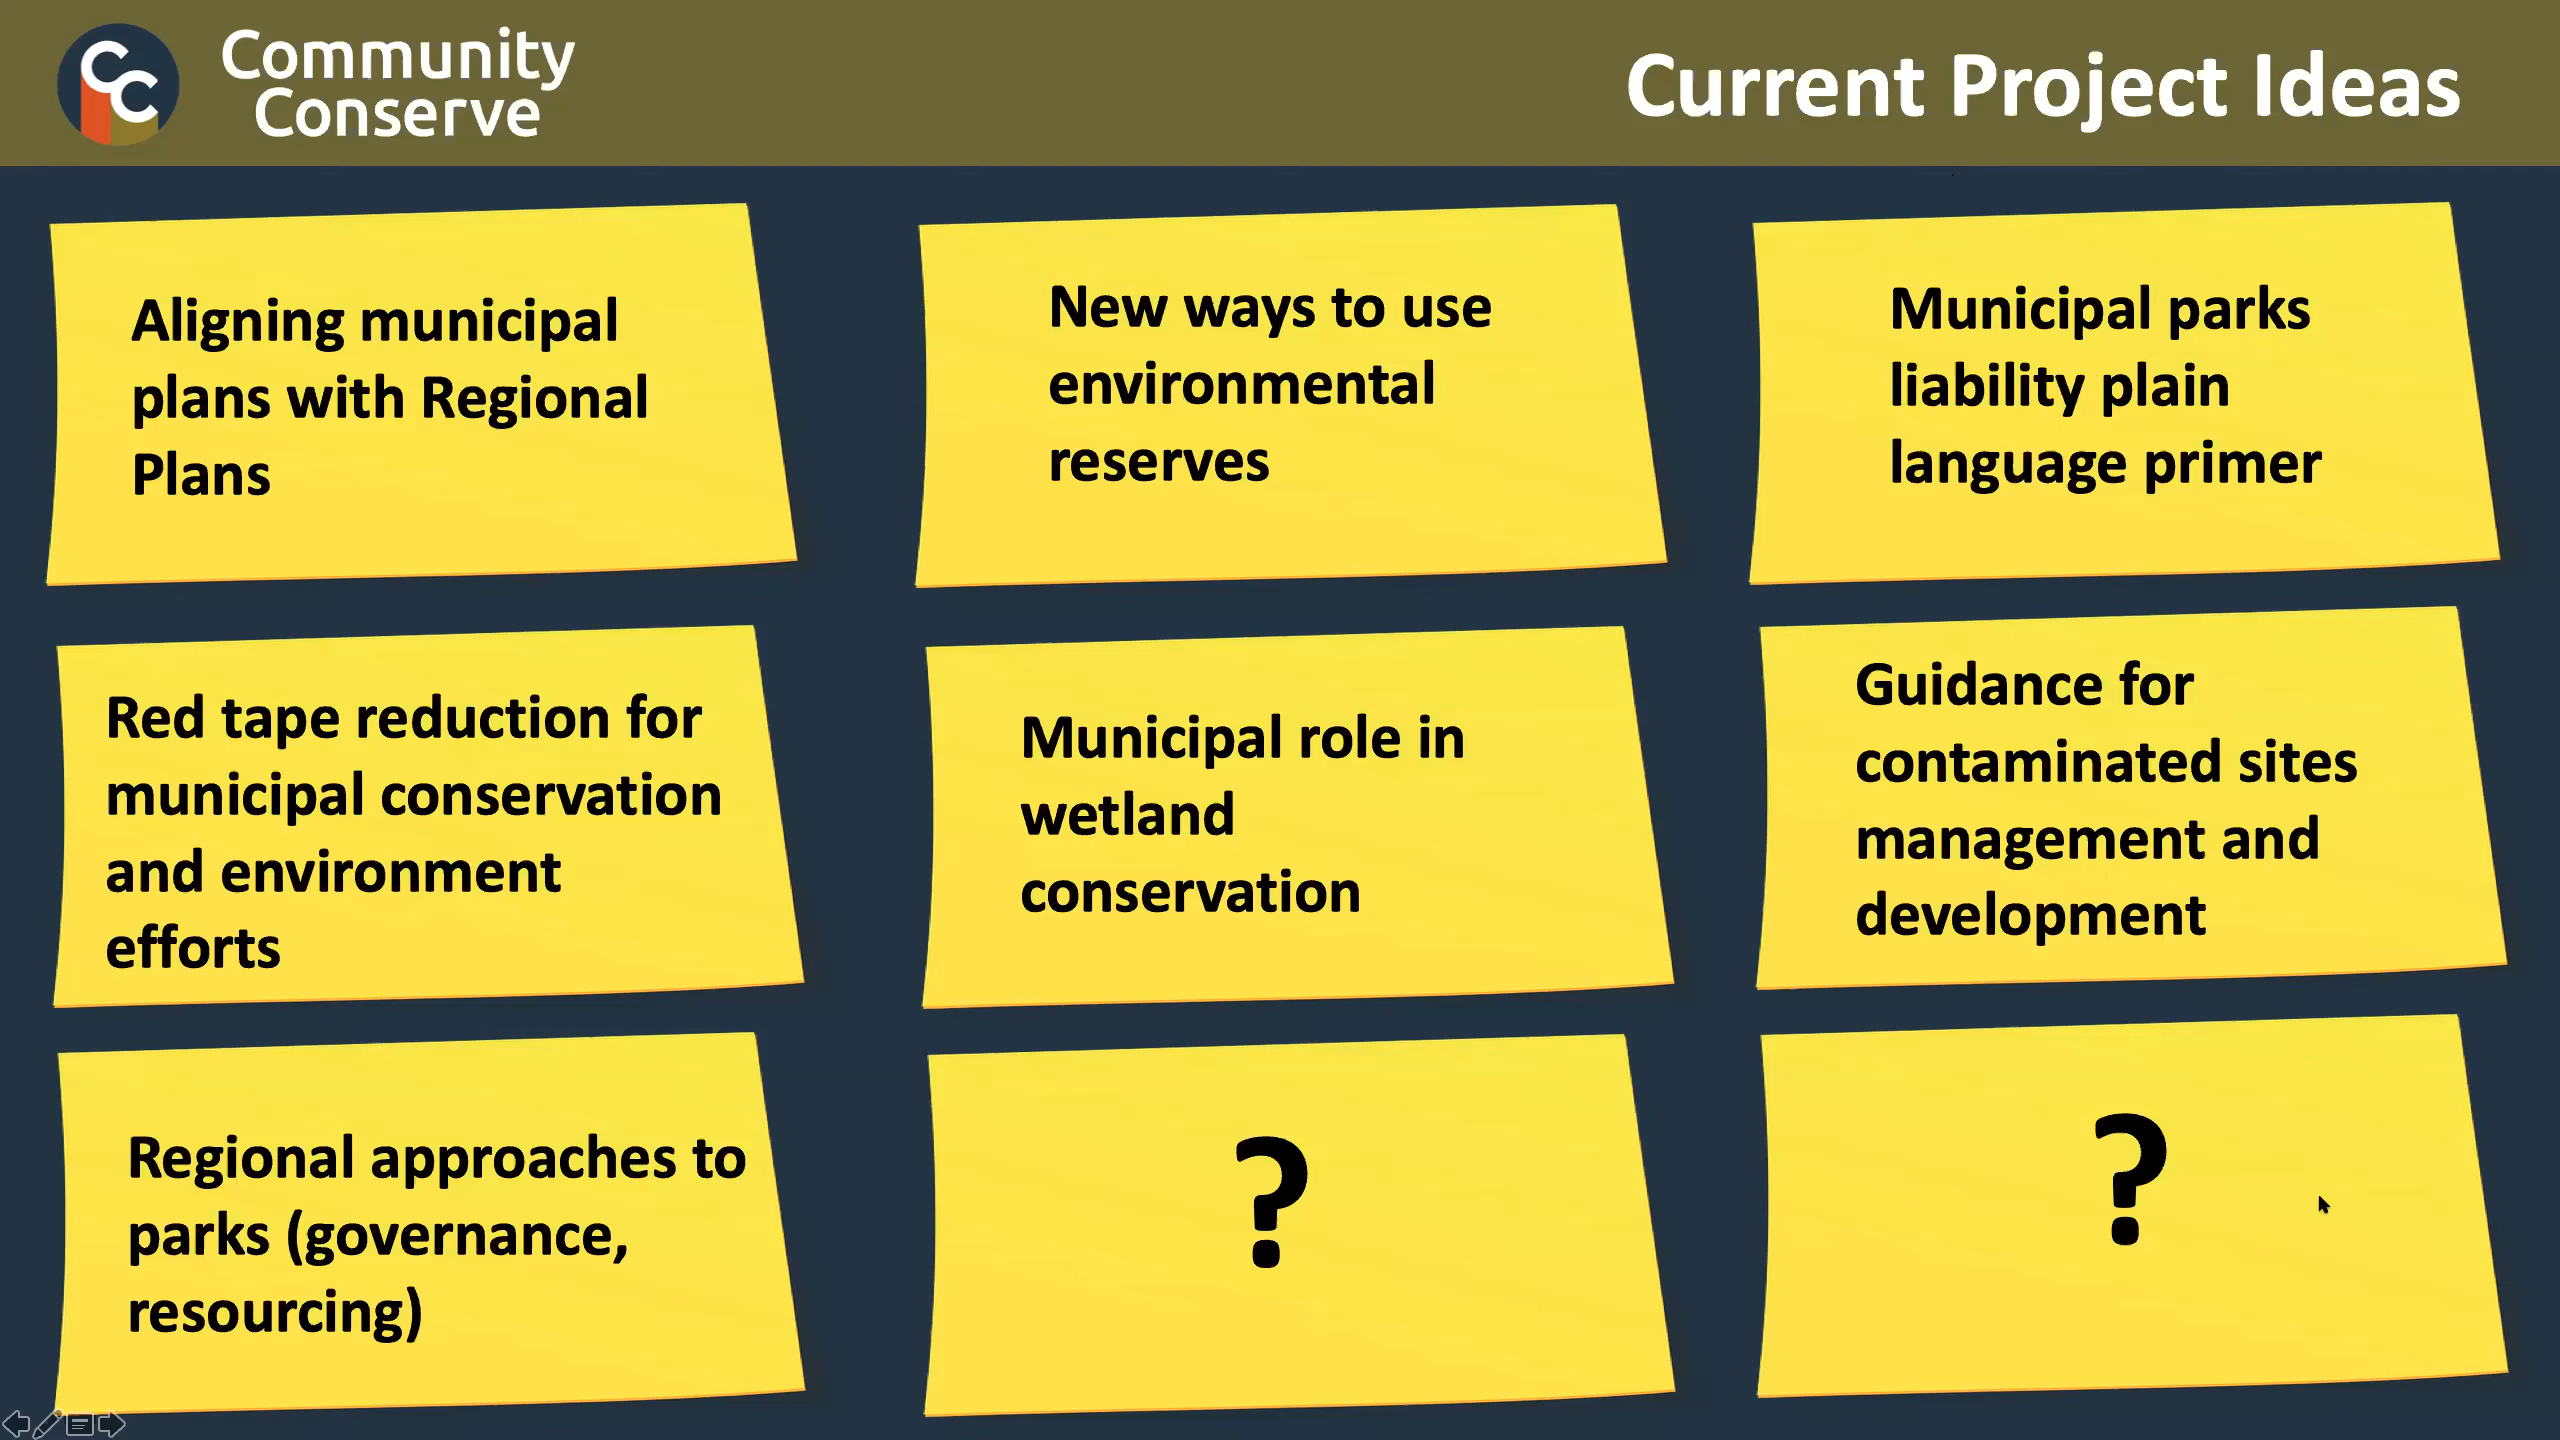 CC
Community
Conserve
Current Project Ideas
Aligning municipal
plans with Regional
Plans
New ways to use
environmental
reserves
Municipal parks
liability plain
language primer
Red tape reduction for
municipal conservation
and environment
efforts
Municipal role in
wetland
conservation
Guidance for
contaminated sites
management and
development
Regional approaches to
parks (governance,
resourcing)
?
?